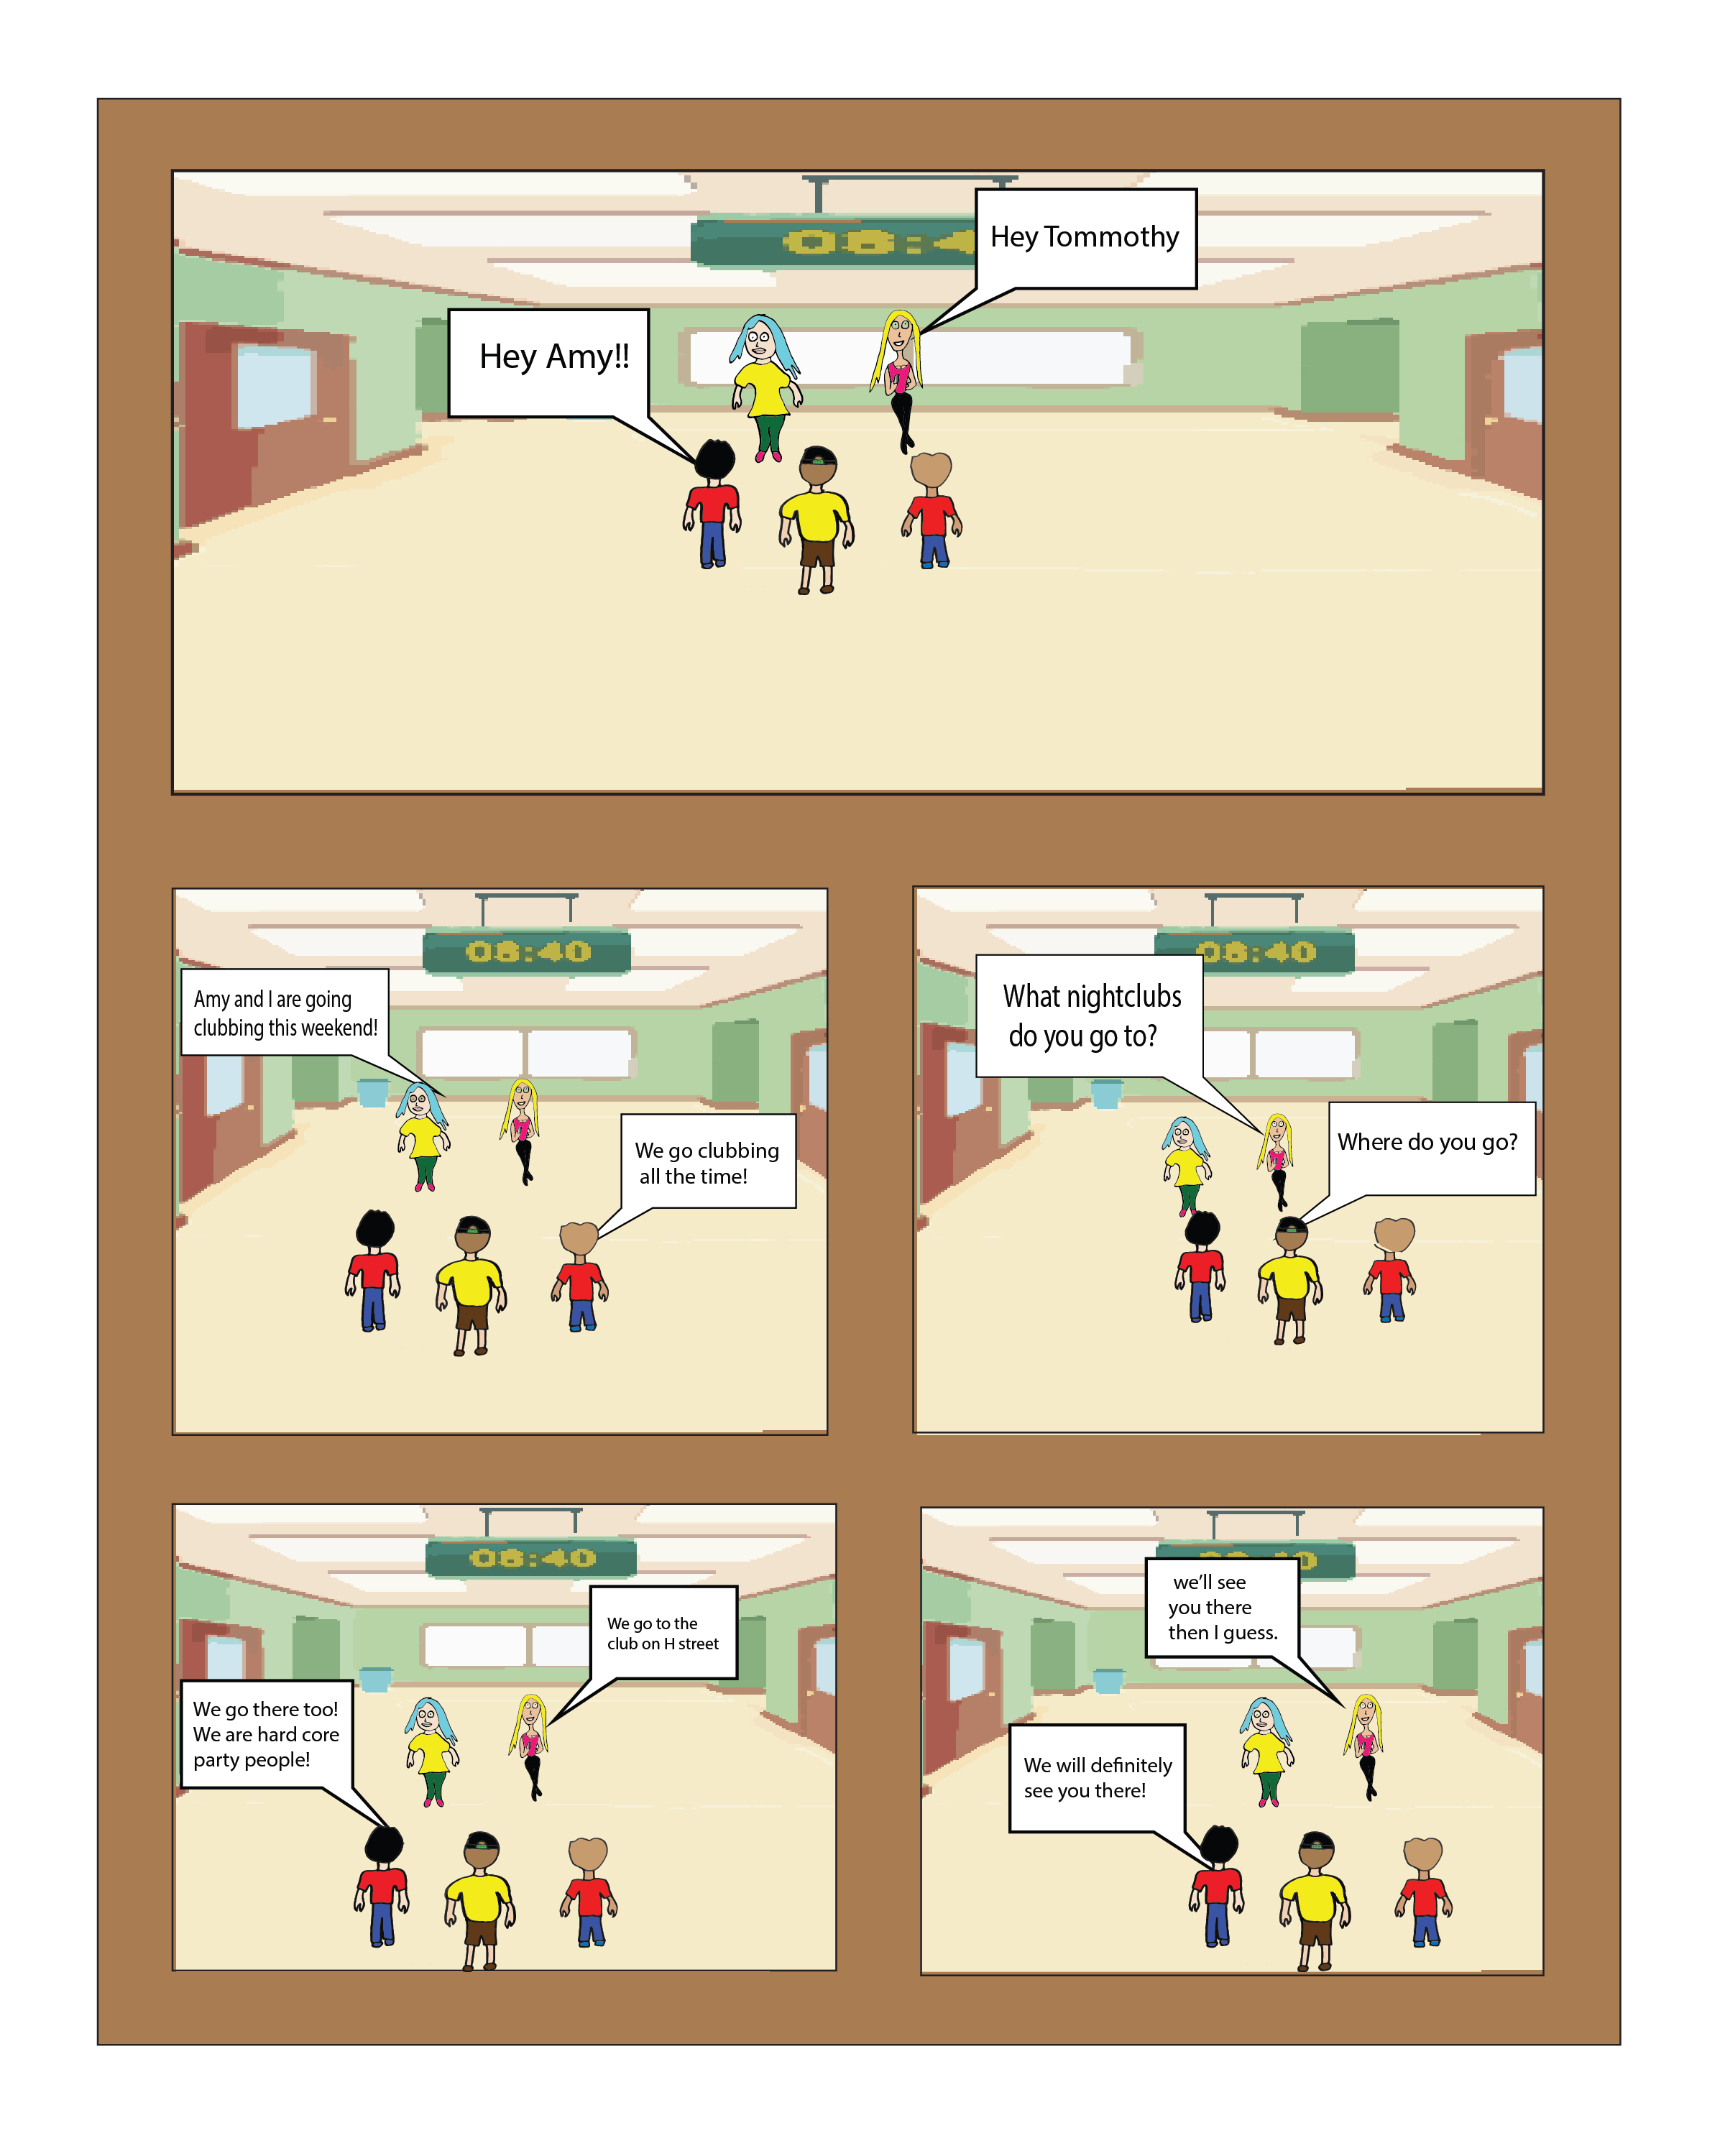 Hey Tommothy
Hey Amy!!
08:4
08:40
Amy and I are going
clubbing this weekend!
We go clubbing
all the time!
08:40
What nightclubs
do you go to?
Where do you go?
08:40
We go to the
club on H street
We go there too!
We are hard core
party people!
we'll see
you there
then I guess.
We will definitely
see you there!